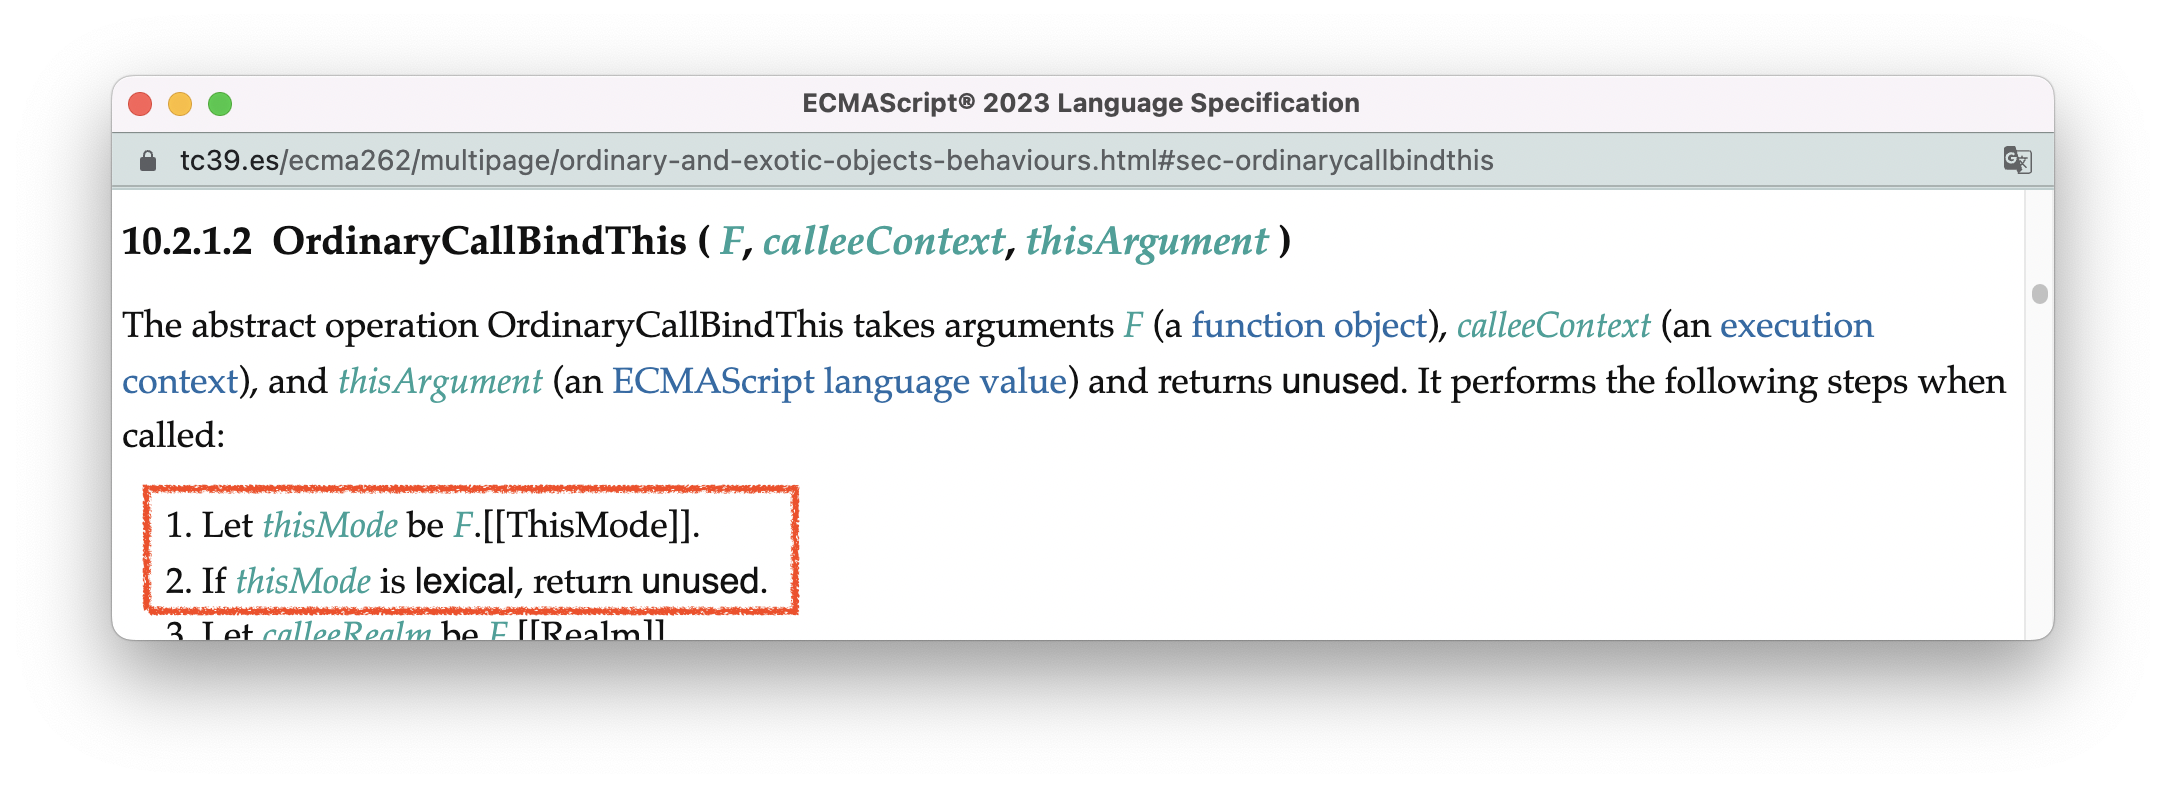 ECMAScript® 2023 Language Specification
tc39.es/ecma262/multipage/ordinary-and-exotic-objects-behaviours.html#sec-ordinarycallbindthis
10.2.1.2 OrdinaryCallBindThis ( F, calleeContext, thisArgument )
The abstract operation OrdinaryCallBindThis takes arguments F (a function object), calleeContext (an execution
context), and thisArgument (an ECMAScript language value) and returns unused. It performs the following steps when
called:
1. Let thisMode be F.[[ThisMode]].
2. If thisMode is lexical, return unused.
3. Let calleeRealm be F.[[Realm]].